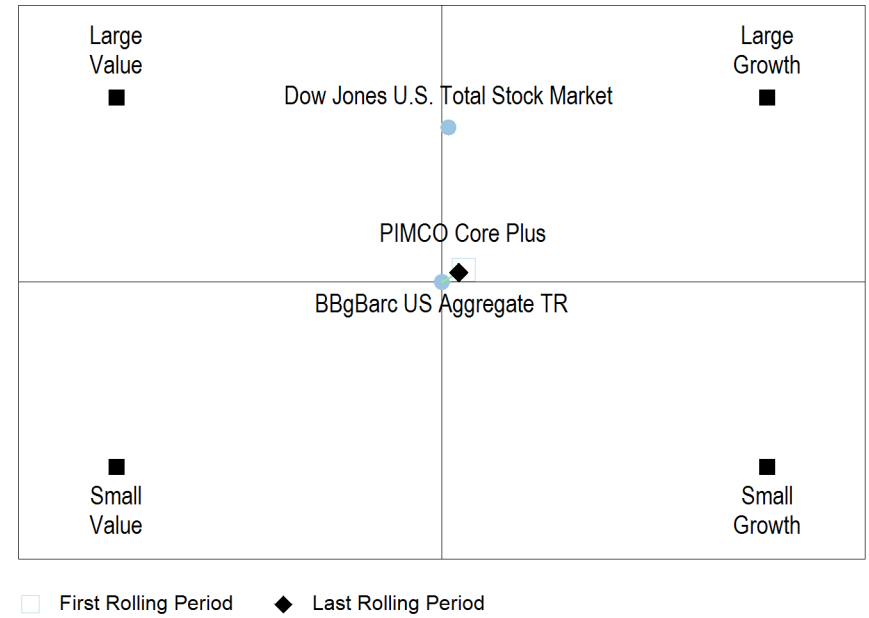 Large
Value
Large
Growth
Dow Jones U.S. Total Stock Market
PIMCO Core Plus
BBgBarc US Aggregate TR
Small
Value
Small
Growth
First Rolling Period
Last Rolling Period